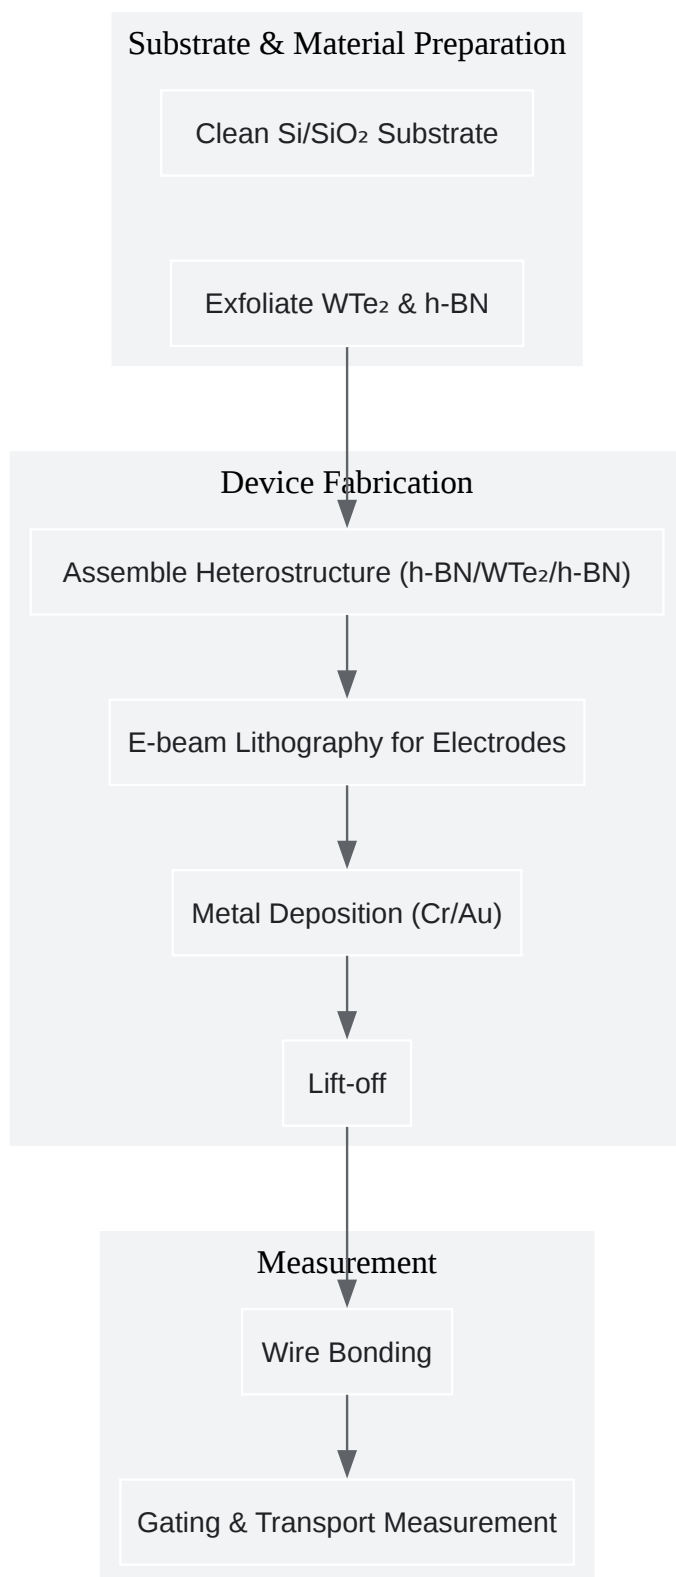 Substrate & Material Preparation
Clean Si/SiO₂ Substrate
Exfoliate WTe₂ & h-BN
Device Fabrication
Assemble Heterostructure (h-BN/WTe₂/h-BN)
E-beam Lithography for Electrodes
Metal Deposition (Cr/Au)
Lift-off
Measurement
Wire Bonding
Gating & Transport Measurement